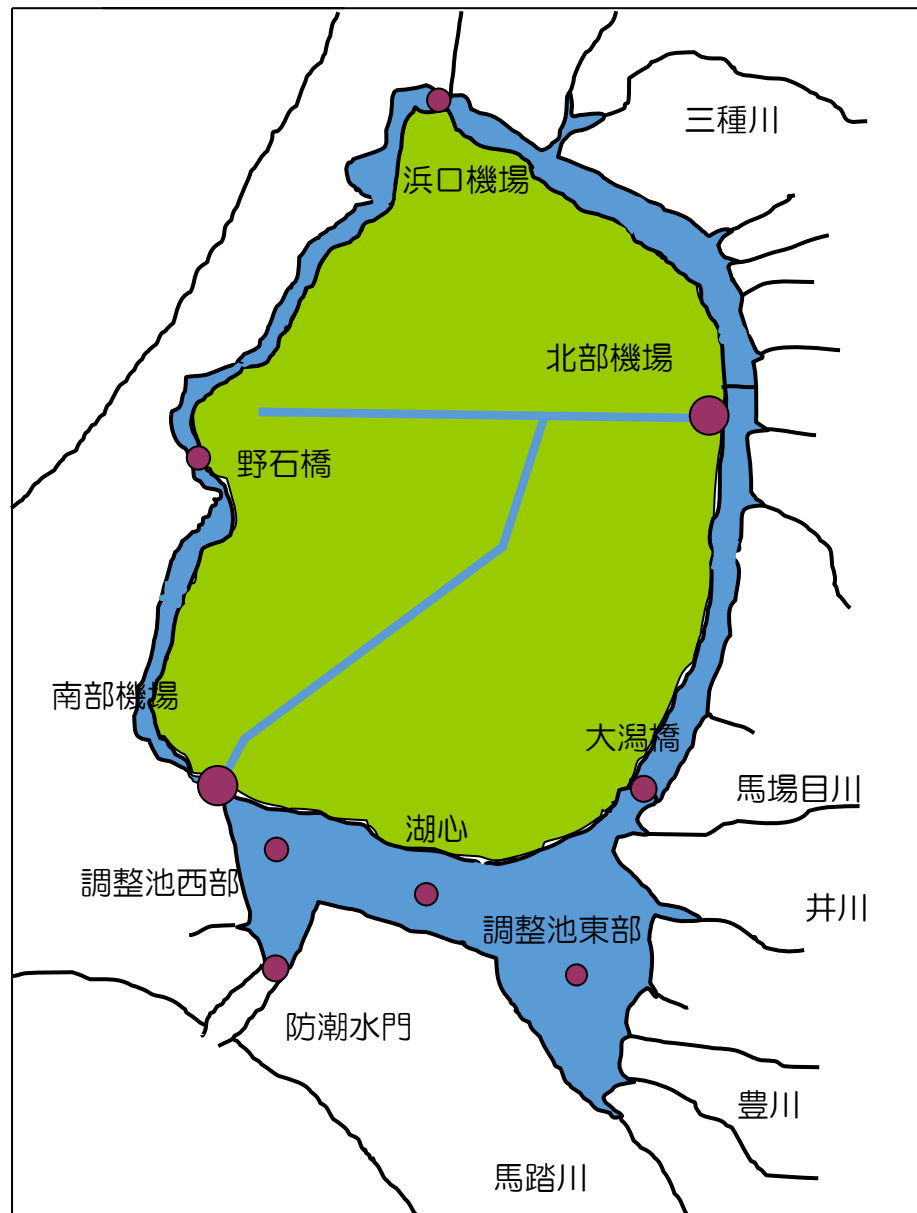 三種川
浜口機場
北部機場
野石橋
南部機場
大潟橋
馬場目川
湖心
調整池西部
井川
調整池東部
防潮水門
豊川
馬踏川